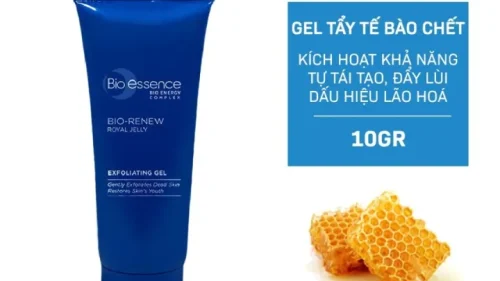 Bio essence
BIO ENERGY
COMPLEX
BIO-RENEW
ROYAL JELLY
EXFOLIATING GEL
Gently Exfoliates Dead Skin
Restores Skin's Youth
GEL TẨY TẾ BÀO CHẾT
KÍCH HOẠT KHẢ NĂNG
TỰ TÁI TẠO, ĐẨY LÙI
DẤU HIỆU LÃO HOÁ
10GR